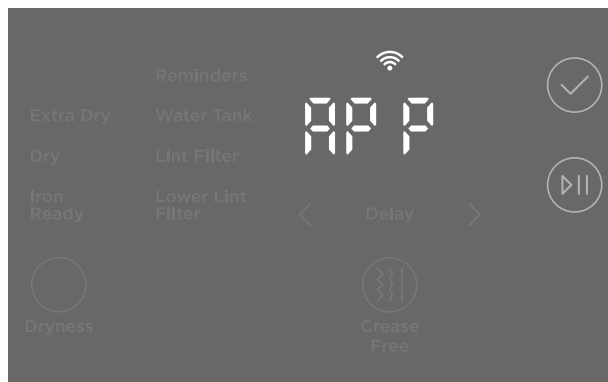 Reminders
Extra Dry
Water Tank
APP
Dry
Lint Filter
Iron
Ready
Lower Lint
Filter
Delay
Dryness
Crease
Free